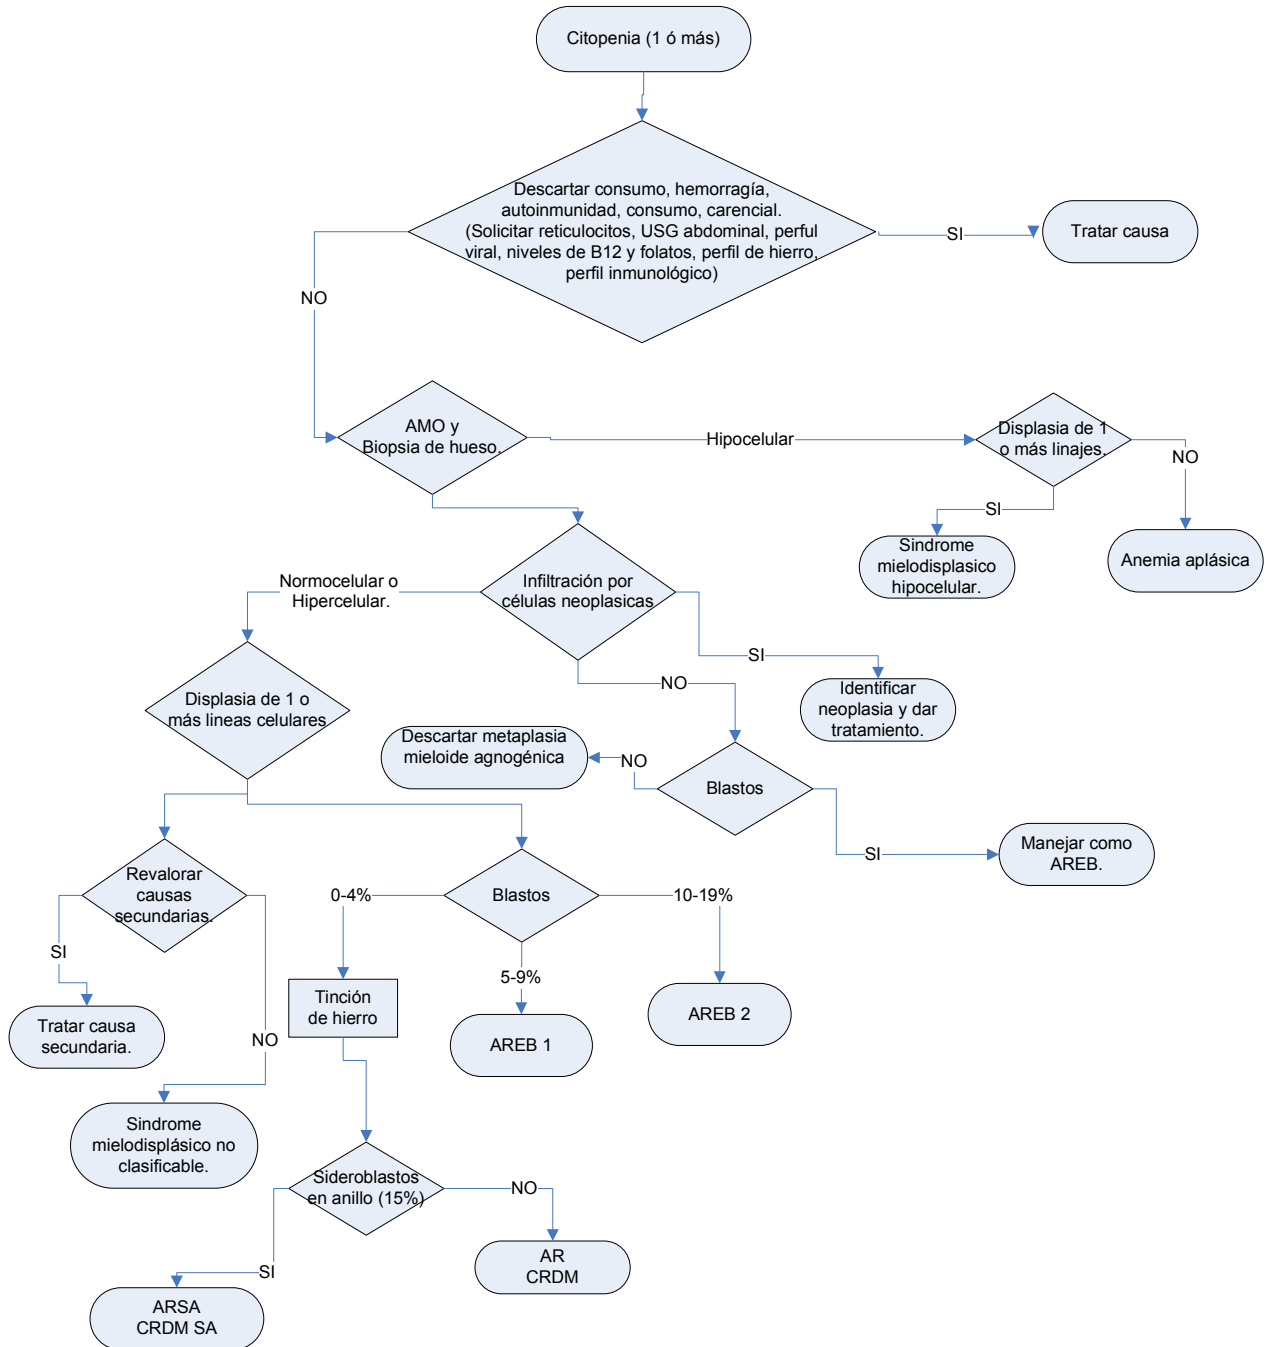 Citopenia (1 ó más)
Descartar consumo, hemorragía,
autoinmunidad, consumo, carencial.
(Solicitar reticulocitos, USG abdominal, perful
viral, niveles de B12 y folatos, perfil de hierro,
perfil inmunológico)
SI
Tratar causa
NO
AMO y
Biopsia de hueso.
Hipocelular
Displasia de 1
o más linajes.
NO
SI
Sindrome
mielodisplasico
hipocelular.
Anemia aplásica
Normocelular o
Hipercelular.
Infiltración por
células neoplasicas
SI
Identificar
neoplasia y dar
tratamiento.
NO
Displasia de 1 o
más lineas celulares
Descartar metaplasia
mieloide agnogénica
NO
Blastos
SI
Manejar como
AREB.
Revalorar
causas
secundarias.
0-4%
Blastos
10-19%
SI
5-9%
Tinción
de hierro
AREB 1
AREB 2
Tratar causa
secundaria.
NO
Sindrome
mielodisplásico no
clasificable.
Sideroblastos
en anillo (15%)
NO
AR
CRDM
SI
ARSA
CRDM SA